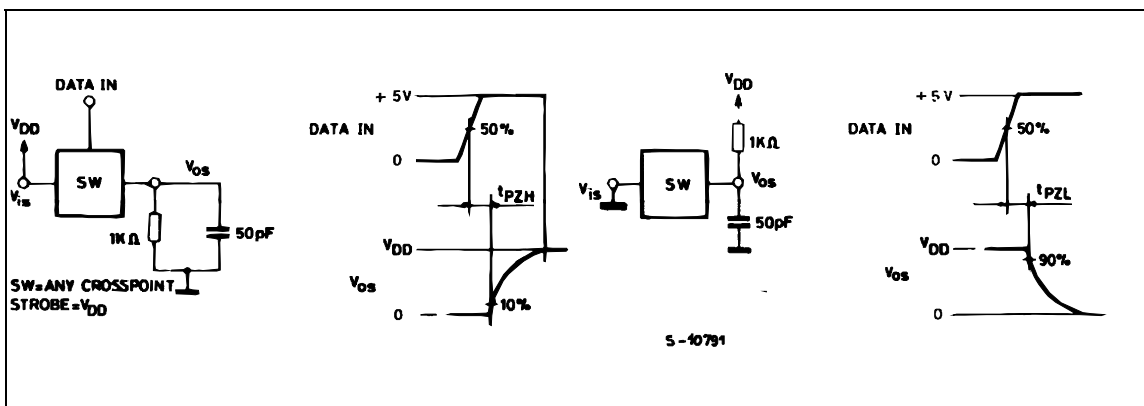 DATA IN
VDD
Vis
SW
Vos
1KΩ
50pF
SW=ANY CROSSPOINT
STROBE=VDD
+5V
DATA IN
50%
0
tPZH
VDD
Vos
10%
0
VDD
1KΩ
Vis
SW
Vos
50pF
S-10791
+5V
DATA IN
50%
0
tPZL
VDD
90%
Vos
0